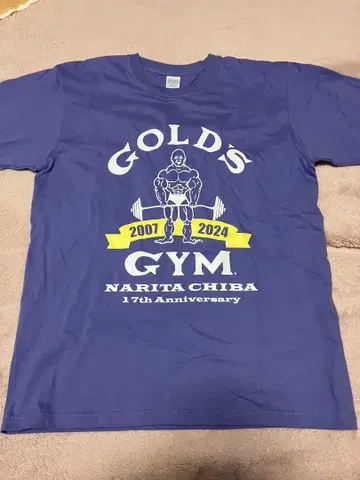 GOLD'S
2007 2024
GYM
NARITA CHIBA
17th Anniversary